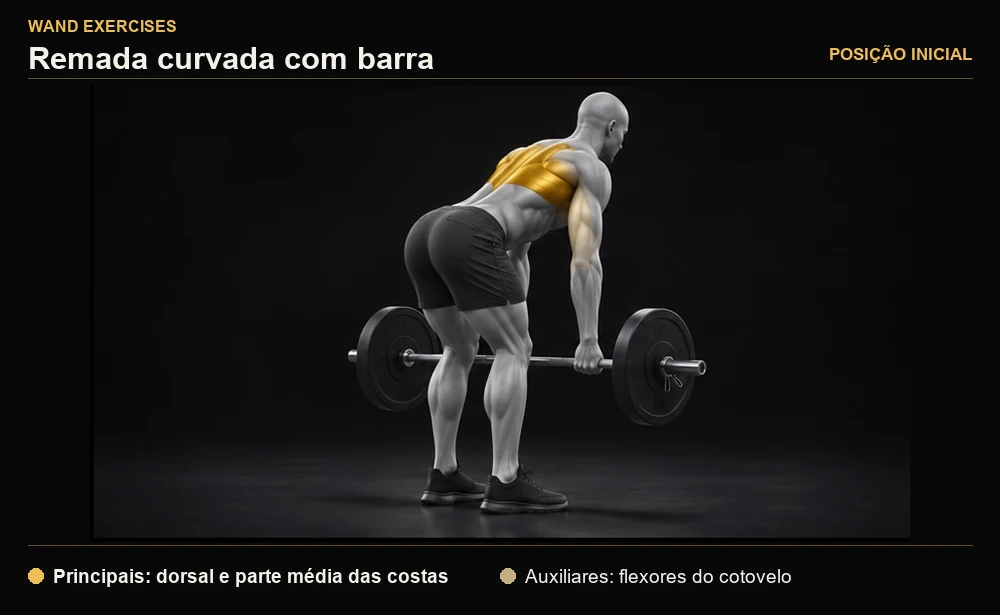 WAND EXERCISES
Remada curvada com barra
POSIÇÃO INICIAL
Principais: dorsal e parte média das costas
Auxiliares: flexores do cotovelo